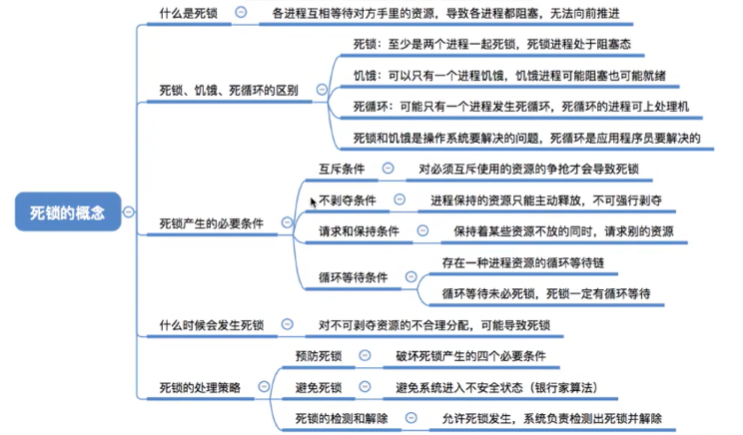 什么是死锁
各进程互相等待对方手里的资源，导致各进程都阻塞，无法向前推进
死锁、饥饿、死循环的区别
死锁：至少是两个进程一起死锁，死锁进程处于阻塞态
饥饿：可以只有一个进程饥饿，饥饿进程可能阻塞也可能就绪
死循环：可能只有一个进程发生死循环，死循环的进程可上处理机
死锁和饥饿是操作系统要解决的问题，死循环是应用程序员要解决的
死锁的概念
死锁产生的必要条件
互斥条件
对必须互斥使用的资源的争抢才会导致死锁
不剥夺条件
进程保持的资源只能主动释放，不可强行剥夺
请求和保持条件
保持着某些资源不放的同时，请求别的资源
循环等待条件
存在一种进程资源的循环等待链
循环等待未必死锁，死锁一定有循环等待
什么时候会发生死锁
对不可剥夺资源的不合理分配，可能导致死锁
死锁的处理策略
预防死锁
破坏死锁产生的四个必要条件
避免死锁
避免系统进入不安全状态（银行家算法）
死锁的检测和解除
允许死锁发生，系统负责检测出死锁并解除